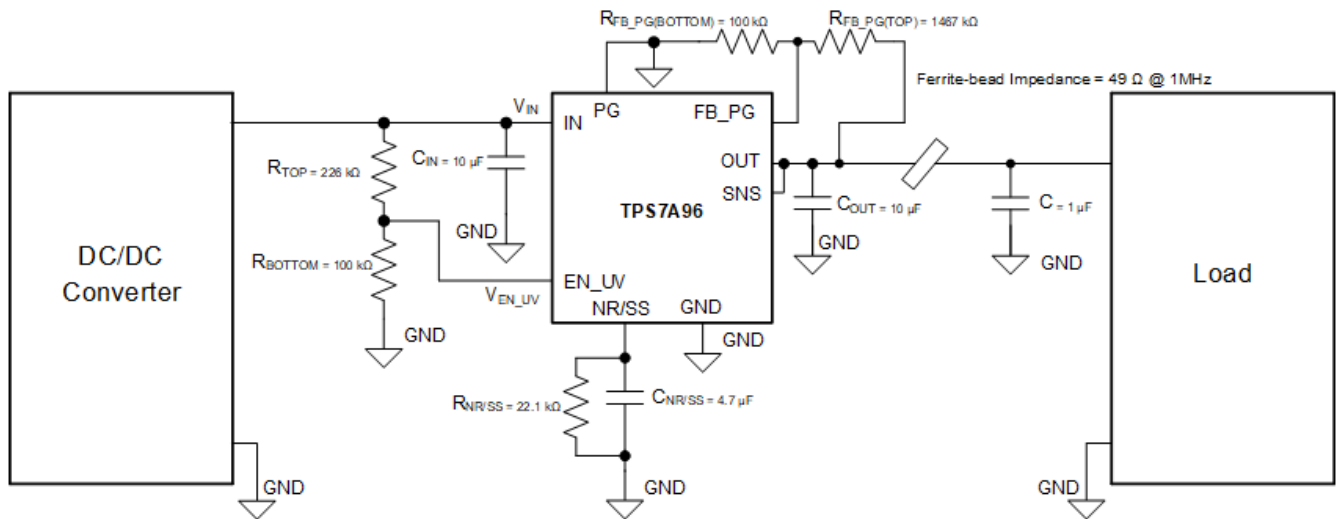 RFB_PG(BOTTOM) = 100 kΩ
RFB_PG(TOP) = 1467 kΩ
Ferrite-bead Impedance = 49 Ω @ 1MHz
GND
VIN
IN
PG
FB_PG
RTOP = 226 kΩ
CIN = 10 µF
OUT
SNS
TPS7A96
COUT = 10 µF
C = 1 µF
GND
GND
GND
DC/DC
Converter
RBOTTOM = 100 kΩ
EN_UV
VEN_UV
NR/SS
GND
Load
GND
GND
RNR/SS = 22.1 kΩ
CNR/SS = 4.7 µF
GND
GND
GND